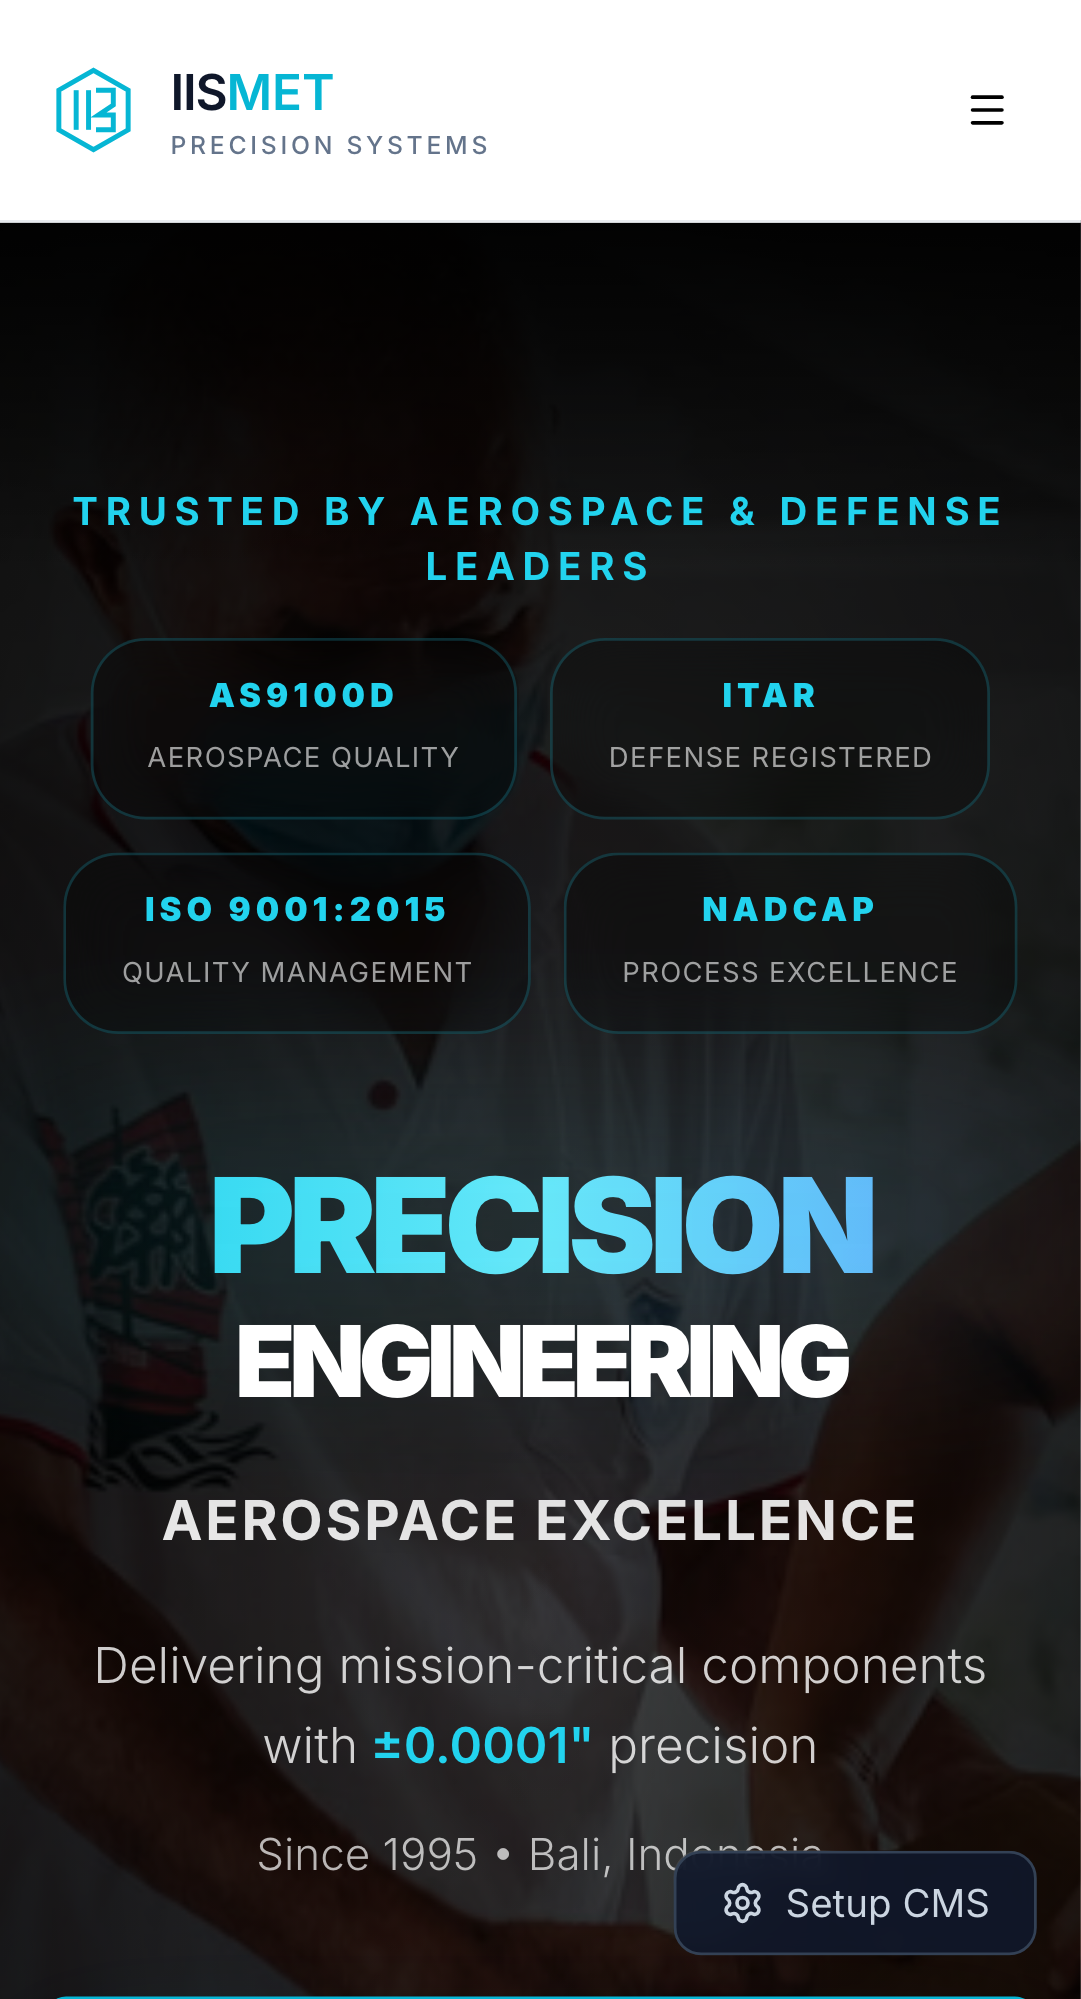 IISMET
PRECISION SYSTEMS
TRUSTED BY AEROSPACE & DEFENSE
LEADERS
AS9100D
AEROSPACE QUALITY
ITAR
DEFENSE REGISTERED
ISO 9001:2015
QUALITY MANAGEMENT
NADCAP
PROCESS EXCELLENCE
PRECISION
ENGINEERING
AEROSPACE EXCELLENCE
Delivering mission-critical components
with ±0.0001" precision
Since 1995 • Bali, Indonesia
Setup CMS